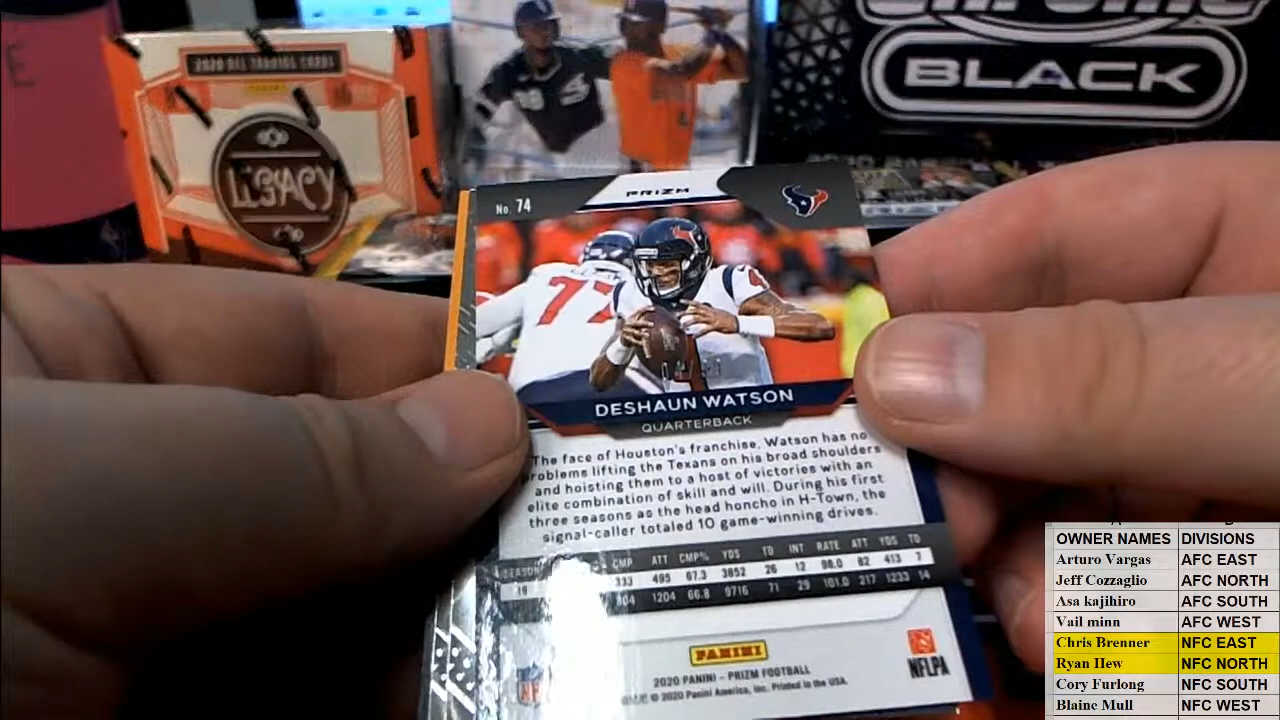 E
LEGACY
BLACK
No. 74
PRIZM
77
4
DESHAUN WATSON
QUARTERBACK
The face of Houston's franchise, Watson has no
problems lifting the Texans on his broad shoulders
and hoisting them to a host of victories with an
elite combination of skill and will. During his first
three seasons as the head honcho in H-Town, the
signal-caller totaled 10 game-winning drives.
SEASON CMP ATT CMP% YDS TD INT RATE ATT YDS TD
19 333 495 67.3 3852 26 12 98.0 82 413 7
804 1204 66.8 9716 71 29 101.0 217 1233 14
PANINI
NFL
NFLPA
2020 PANINI - PRIZM FOOTBALL
© 2020 Panini America, Inc. Printed in the USA.
OWNER NAMES DIVISIONS
Arturo Vargas AFC EAST
Jeff Cozzaglio AFC NORTH
Asa kajihiro AFC SOUTH
Vail minn AFC WEST
Chris Brenner NFC EAST
Ryan Hew NFC NORTH
Cory Furlong NFC SOUTH
Blaine Mull NFC WEST